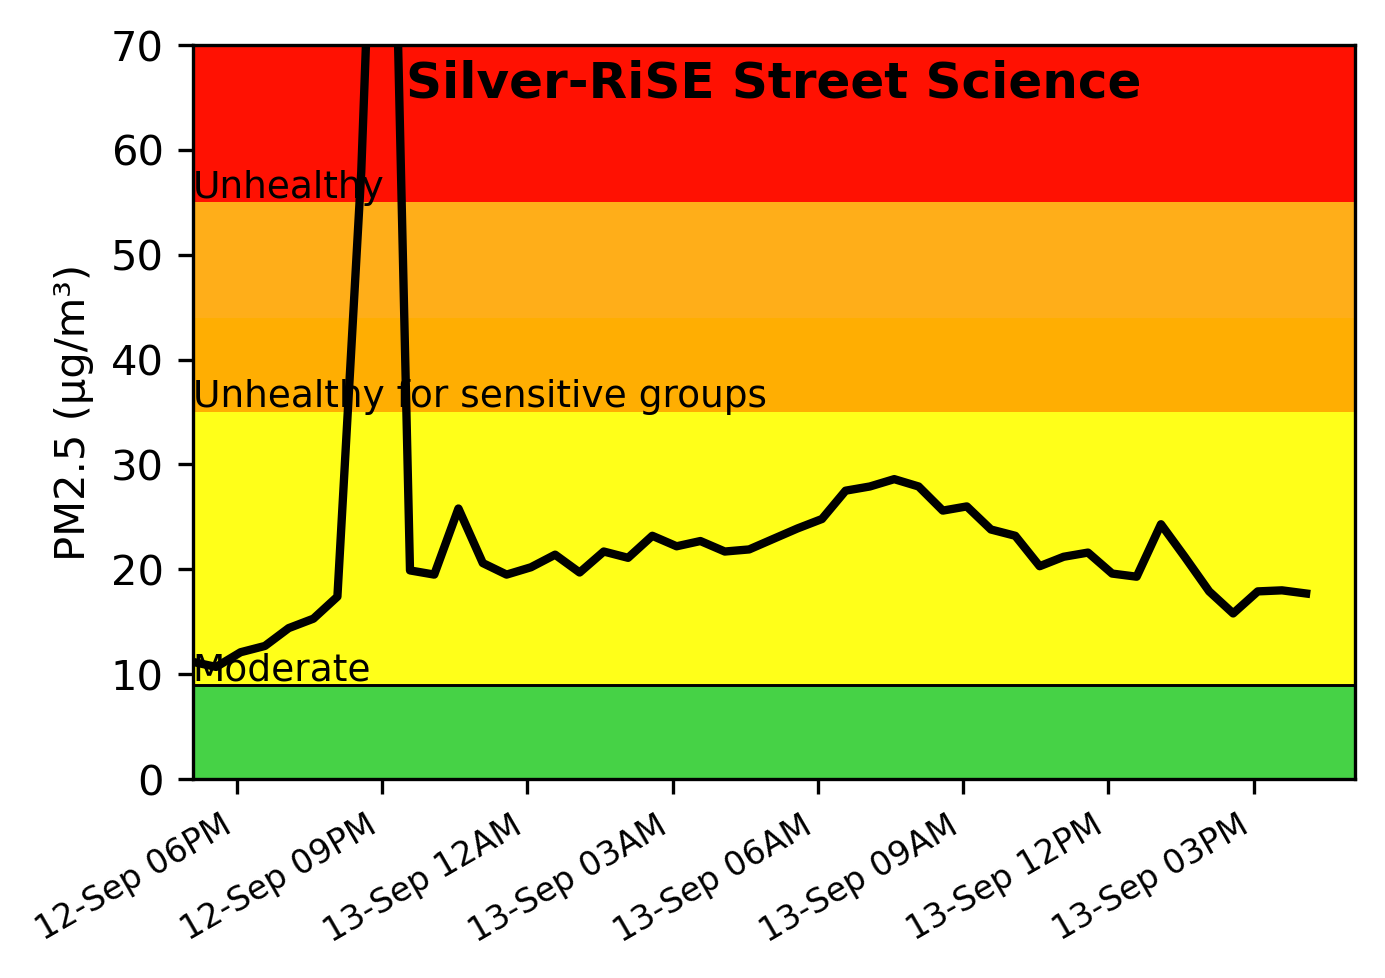 Silver-RiSE Street Science
PM2.5 (μg/m³)
70
60
50
40
30
20
10
0
Unhealthy
Unhealthy for sensitive groups
Moderate
12-Sep 06PM
12-Sep 09PM
13-Sep 12AM
13-Sep 03AM
13-Sep 06AM
13-Sep 09AM
13-Sep 12PM
13-Sep 03PM